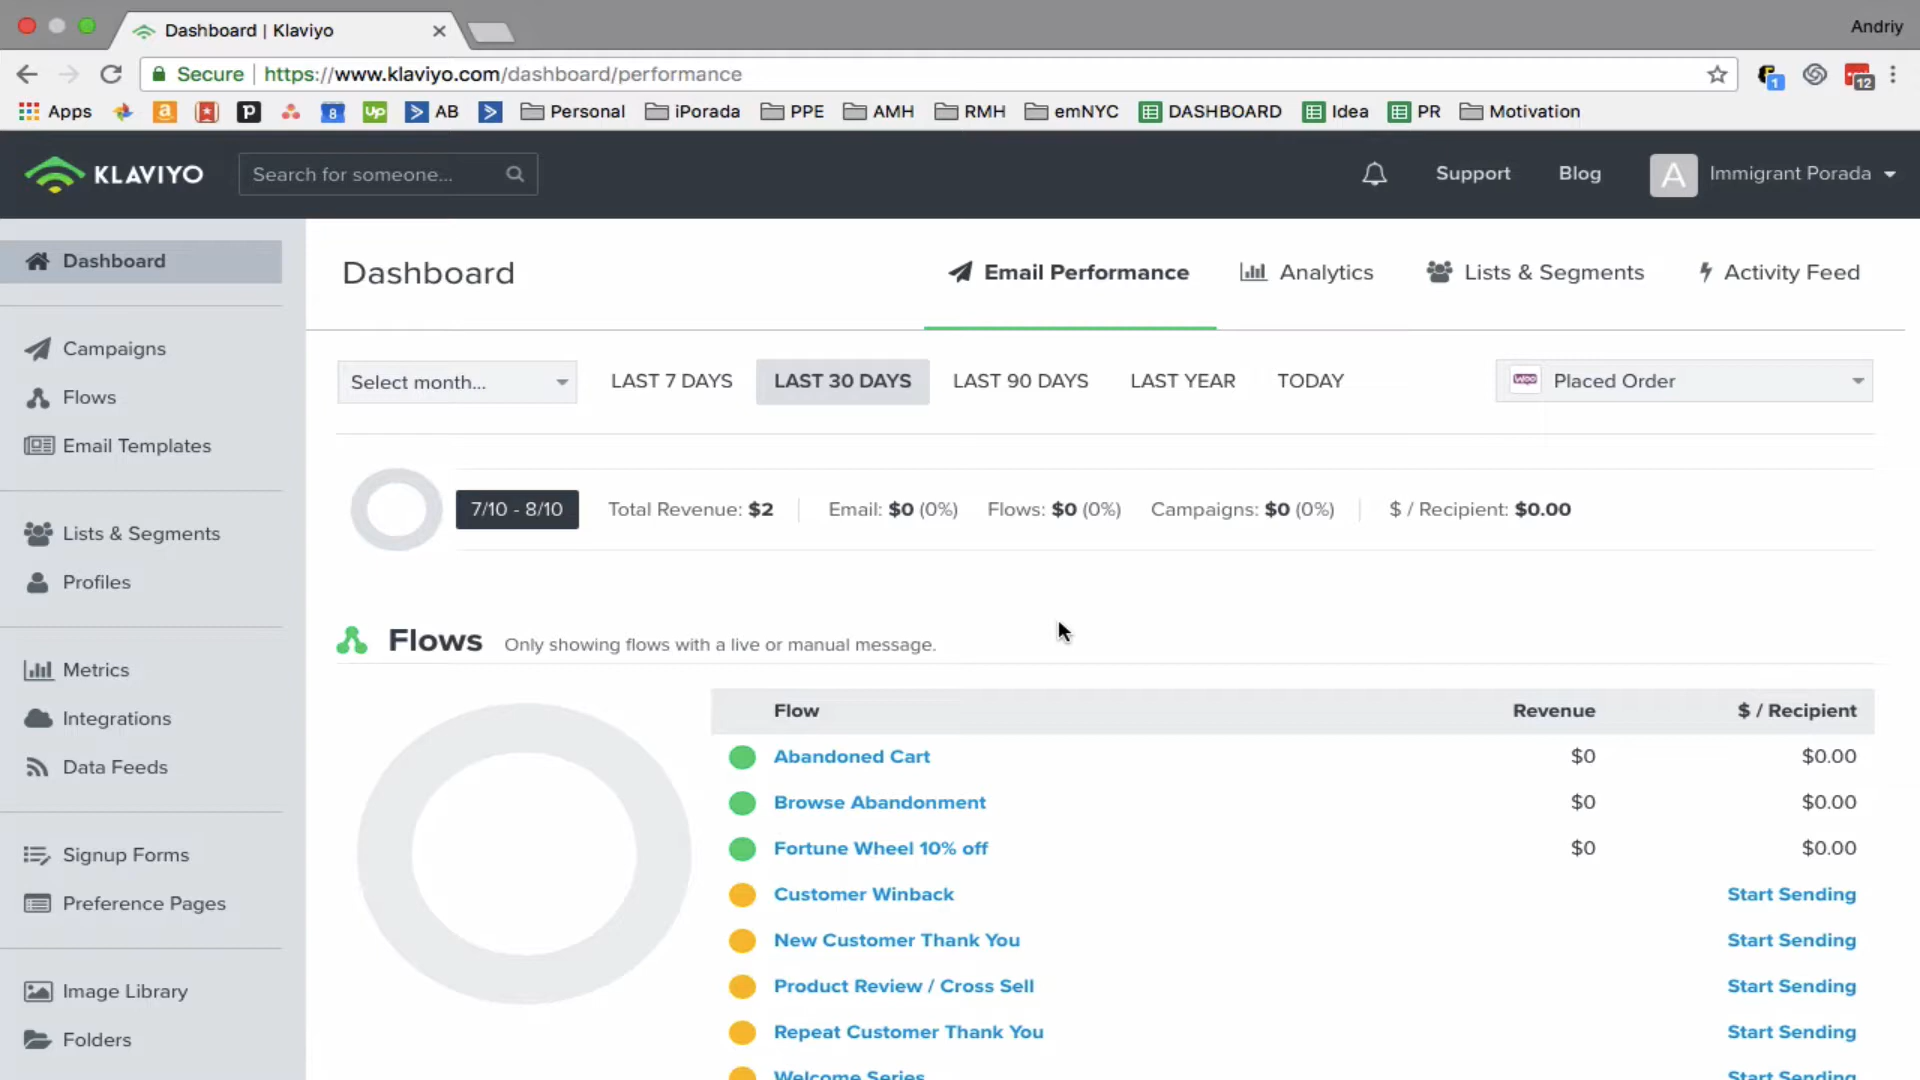 Dashboard | Klaviyo
Andriy
Secure https://www.klaviyo.com/dashboard/performance
1
12
Apps a P 8 up AB Personal iPorada PPE AMH RMH emNYC DASHBOARD Idea PR Motivation
KLAVIYO Search for someone... Support Blog A Immigrant Porada
Dashboard
Campaigns
Flows
Email Templates
Lists & Segments
Profiles
Metrics
Integrations
Data Feeds
Signup Forms
Preference Pages
Image Library
Folders
Dashboard Email Performance Analytics Lists & Segments Activity Feed
Select month... LAST 7 DAYS LAST 30 DAYS LAST 90 DAYS LAST YEAR TODAY Woo Placed Order
7/10 - 8/10 Total Revenue: $2 Email: $0 (0%) Flows: $0 (0%) Campaigns: $0 (0%) $ / Recipient: $0.00
Flows Only showing flows with a live or manual message.
Flow Revenue $ / Recipient
Abandoned Cart $0 $0.00
Browse Abandonment $0 $0.00
Fortune Wheel 10% off $0 $0.00
Customer Winback Start Sending
New Customer Thank You Start Sending
Product Review / Cross Sell Start Sending
Repeat Customer Thank You Start Sending
Welcome Series Start Sending